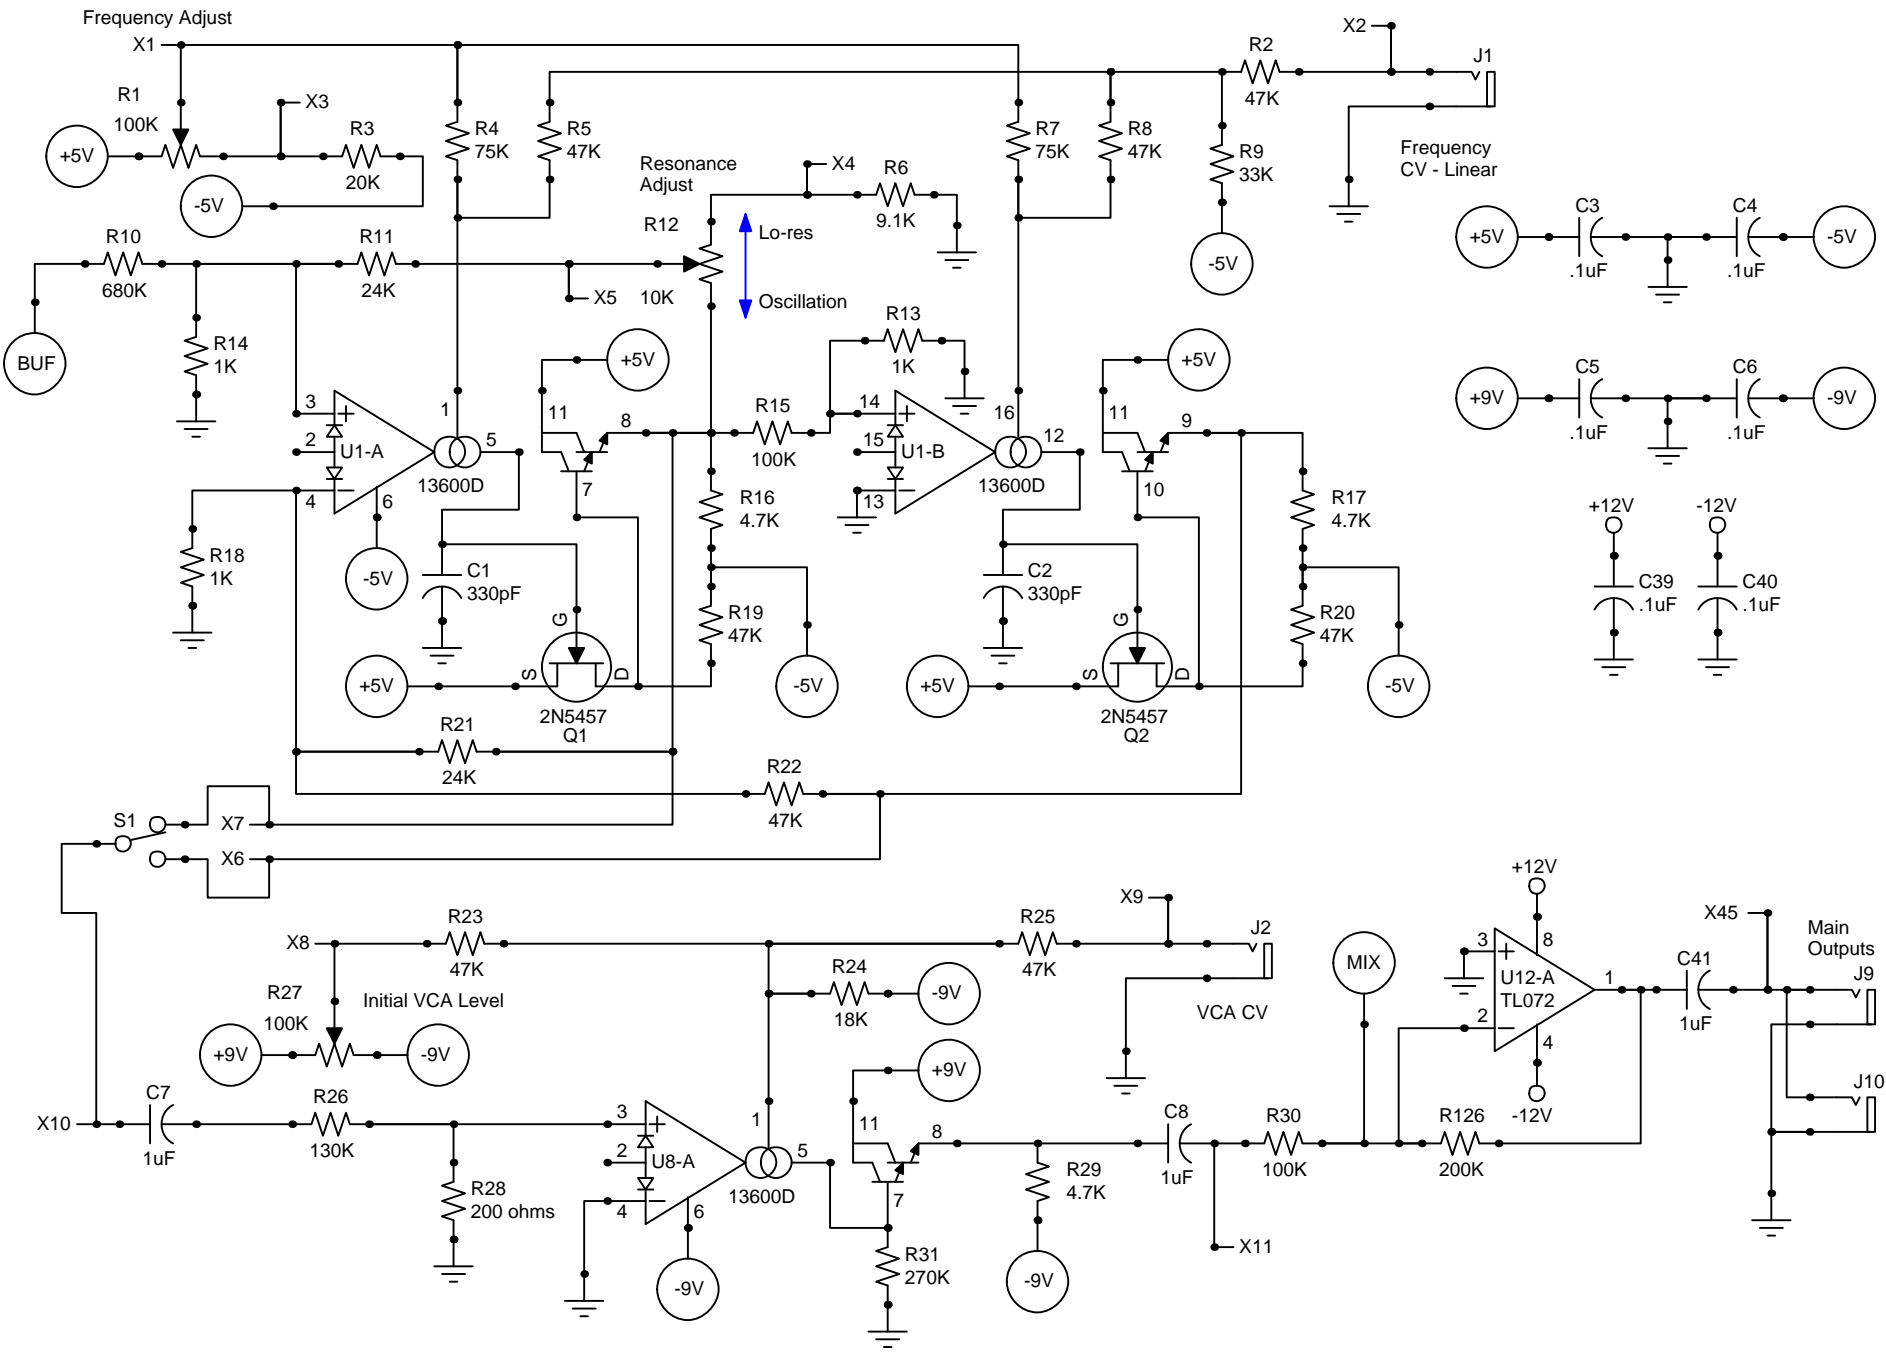 Frequency Adjust
X1
R1
100K
+5V
X3
R3
20K
-5V
R4
75K
R5
47K
Resonance
Adjust
X4
R6
9.1K
R7
75K
R8
47K
R2
47K
X2
J1
R9
33K
-5V
Frequency
CV - Linear
R10
680K
BUF
R11
24K
R14
1K
X5
R12
10K
Lo-res
Oscillation
R13
1K
+5V
C3
.1uF
C4
.1uF
-5V
+9V
C5
.1uF
C6
.1uF
-9V
3
2
4
U1-A
1
5
6
13600D
-5V
+5V
11
8
7
R15
100K
14
15
13
U1-B
16
12
13600D
+5V
11
9
10
R18
1K
C1
330pF
R16
4.7K
R19
47K
-5V
C2
330pF
R17
4.7K
R20
47K
-5V
+12V
C39
.1uF
-12V
C40
.1uF
+5V
S
G
D
2N5457
Q1
+5V
S
G
D
2N5457
Q2
R21
24K
R22
47K
S1
X7
X6
X8
R23
47K
R24
18K
-9V
R25
47K
X9
J2
VCA CV
R27
100K
Initial VCA Level
+9V
-9V
X10
C7
1uF
R26
130K
R28
200 ohms
3
2
4
U8-A
1
5
6
13600D
-9V
+9V
11
8
7
R31
270K
R29
4.7K
-9V
C8
1uF
X11
R30
100K
MIX
R126
200K
+12V
3
2
8
U12-A
TL072
1
4
-12V
C41
1uF
X45
Main
Outputs
J9
J10